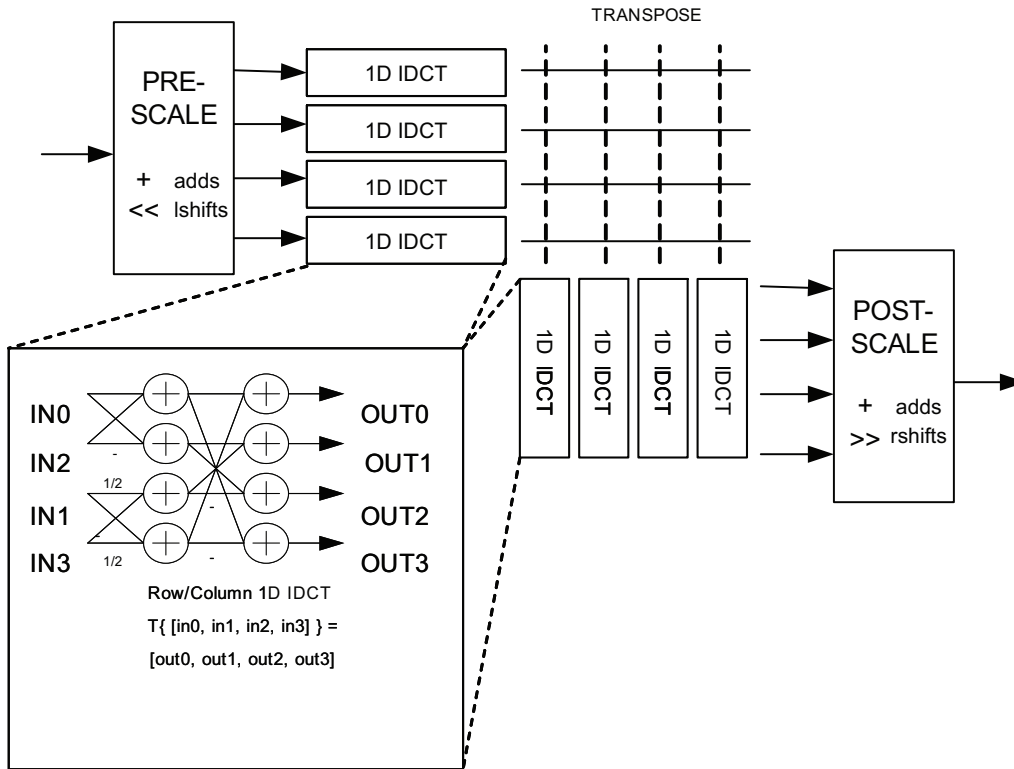 TRANSPOSE
PRE-
SCALE
+ adds
<< lshifts
1D IDCT
1D IDCT
1D IDCT
1D IDCT
1D IDCT
1D IDCT
1D IDCT
1D IDCT
POST-
SCALE
+ adds
>> rshifts
IN0
OUT0
-
IN2
OUT1
1/2
-
IN1
OUT2
-
IN3
1/2
-
OUT3
Row/Column 1D IDCT
T{ [in0, in1, in2, in3] } =
[out0, out1, out2, out3]